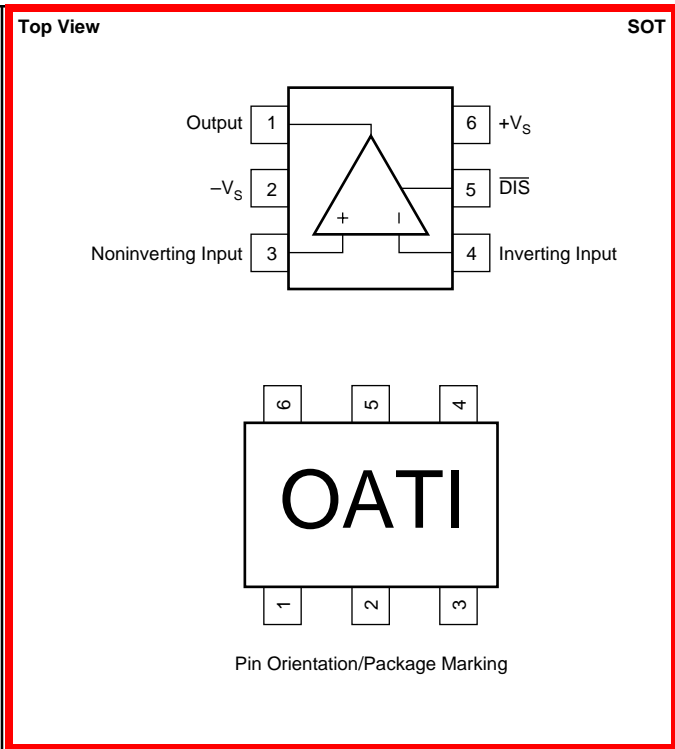 Top View SOT
Output 1 6 +VS
–VS 2 5 D̅I̅S̅
+ –
Noninverting Input 3 4 Inverting Input
6 5 4
OATI
1 2 3
Pin Orientation/Package Marking